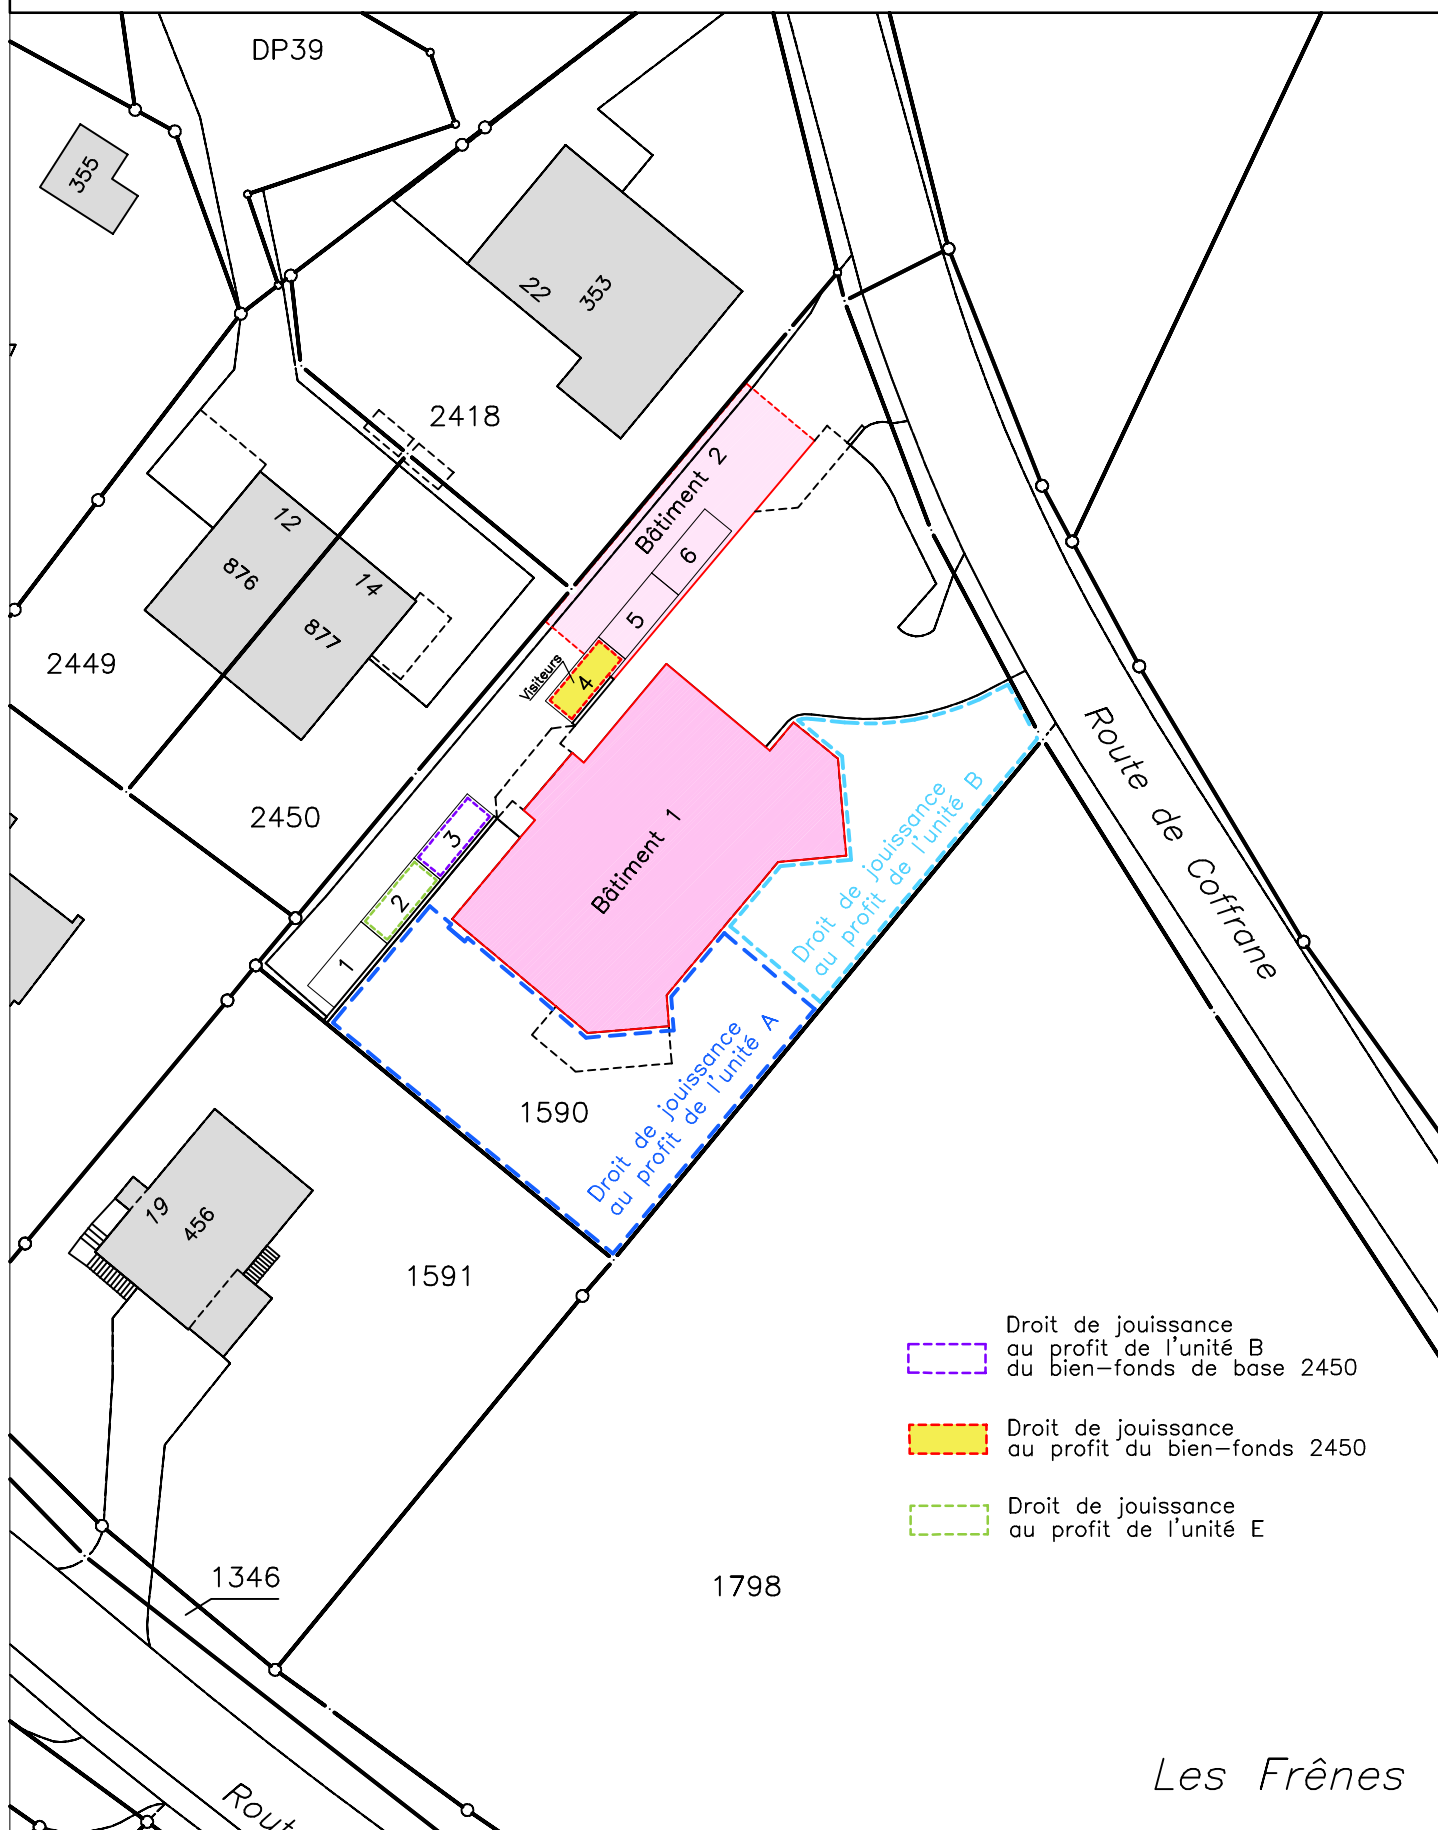 DP39
355
22
353
2418
12
876
14
877
2449
Bâtiment 2
6
5
4
Visiteurs
2450
3
2
1
Bâtiment 1
Droit de jouissance
au profit de l'unité B
Route de Coffrane
Droit de jouissance
au profit de l'unité A
1590
19
456
1591
Droit de jouissance
au profit de l'unité B
du bien-fonds de base 2450
Droit de jouissance
au profit du bien-fonds 2450
Droit de jouissance
au profit de l'unité E
1346
1798
Les Frênes
Rout